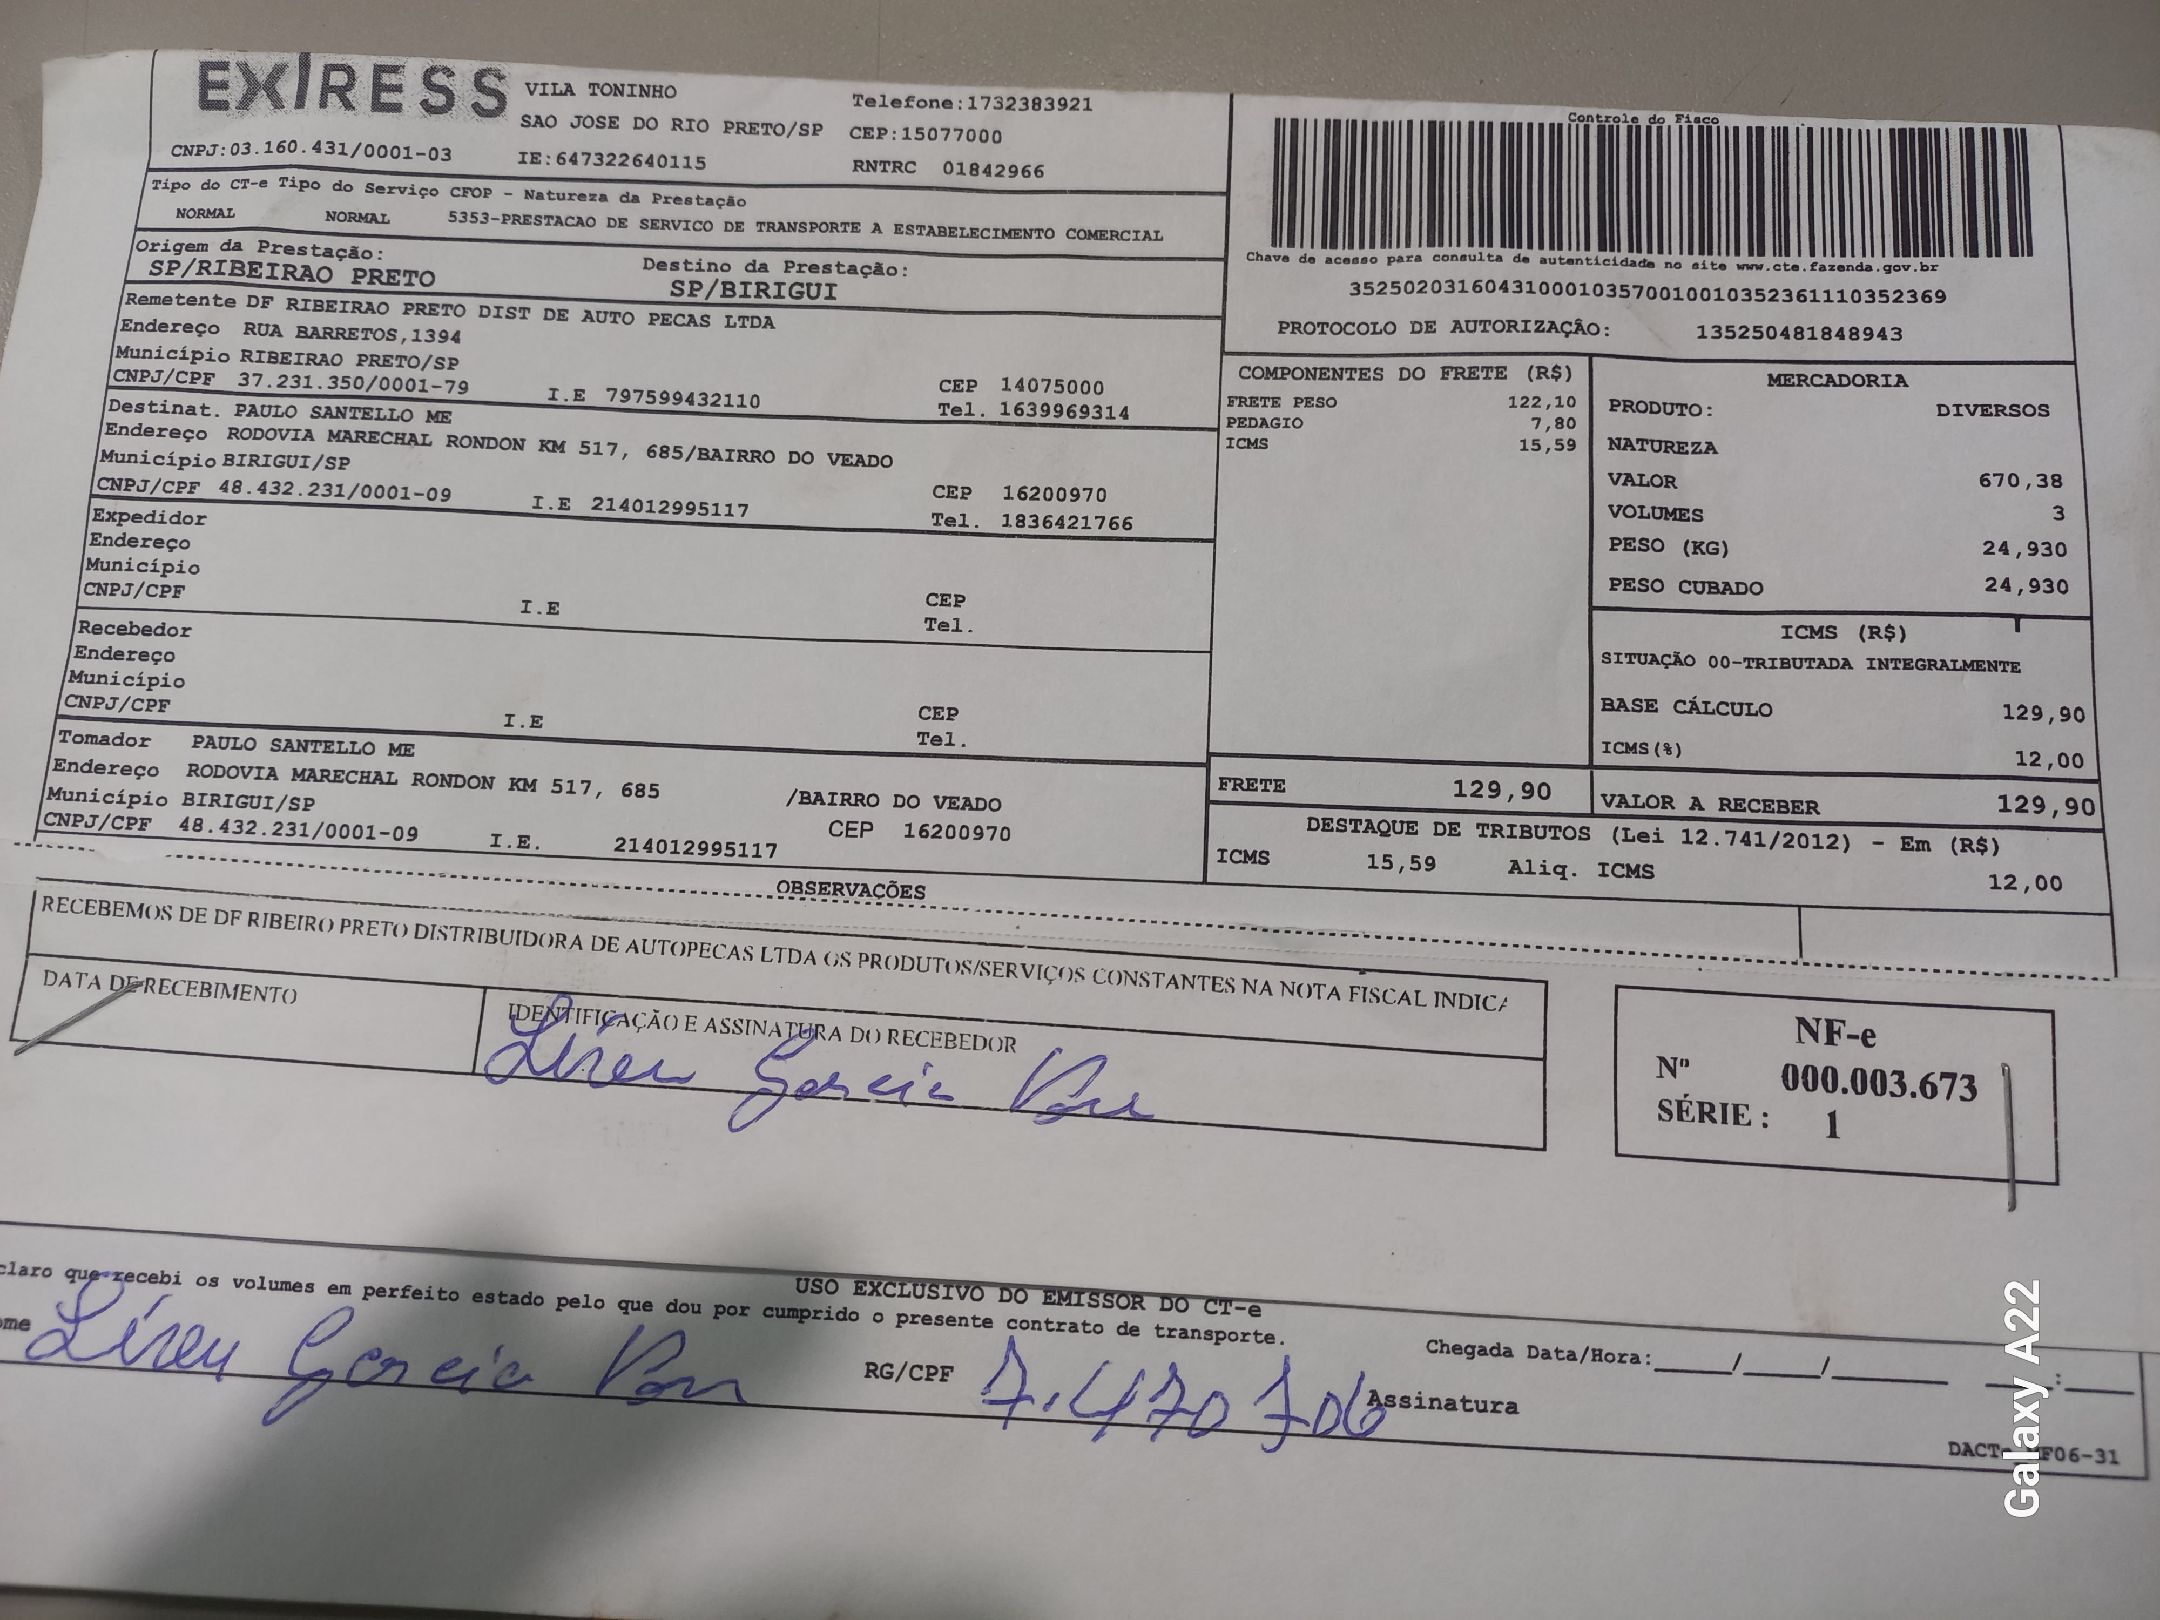 EXPRESS VILA TONINHO Telefone:1732383921
SAO JOSE DO RIO PRETO/SP CEP:15077000
CNPJ:03.160.431/0001-03 IE:647322640115 RNTRC 01842966
Tipo do CT-e Tipo do Serviço CFOP - Natureza da Prestação
NORMAL NORMAL 5353-PRESTACAO DE SERVICO DE TRANSPORTE A ESTABELECIMENTO COMERCIAL
Origem da Prestação: Destino da Prestação:
SP/RIBEIRAO PRETO SP/BIRIGUI
Remetente DF RIBEIRAO PRETO DIST DE AUTO PECAS LTDA
Endereço RUA BARRETOS,1394
Município RIBEIRAO PRETO/SP CEP 14075000
CNPJ/CPF 37.231.350/0001-79 I.E 797599432110 Tel. 1639969314
Destinat. PAULO SANTELLO ME
Endereço RODOVIA MARECHAL RONDON KM 517, 685/BAIRRO DO VEADO
Município BIRIGUI/SP CEP 16200970
CNPJ/CPF 48.432.231/0001-09 I.E 214012995117 Tel. 1836421766
Expedidor
Endereço
Município CEP
CNPJ/CPF I.E Tel.
Recebedor
Endereço
Município CEP
CNPJ/CPF I.E Tel.
Tomador PAULO SANTELLO ME
Endereço RODOVIA MARECHAL RONDON KM 517, 685 /BAIRRO DO VEADO
Município BIRIGUI/SP CEP 16200970
CNPJ/CPF 48.432.231/0001-09 I.E. 214012995117
Controle do Fisco
Chave de acesso para consulta de autenticidade no site www.cte.fazenda.gov.br
35250203160431000103570010010352361110352369
PROTOCOLO DE AUTORIZAÇÃO: 135250481848943
COMPONENTES DO FRETE (R$)
FRETE PESO 122,10
PEDAGIO 7,80
ICMS 15,59
MERCADORIA
PRODUTO: DIVERSOS
NATUREZA
VALOR 670,38
VOLUMES 3
PESO (KG) 24,930
PESO CUBADO 24,930
ICMS (R$)
SITUAÇÃO 00-TRIBUTADA INTEGRALMENTE
BASE CÁLCULO 129,90
ICMS(%) 12,00
FRETE 129,90 VALOR A RECEBER 129,90
DESTAQUE DE TRIBUTOS (Lei 12.741/2012) - Em (R$)
ICMS 15,59 Aliq. ICMS 12,00
OBSERVAÇÕES
RECEBEMOS DE DF RIBEIRO PRETO DISTRIBUIDORA DE AUTOPECAS LTDA OS PRODUTOS/SERVIÇOS CONSTANTES NA NOTA FISCAL INDICA
DATA DE RECEBIMENTO IDENTIFICAÇÃO E ASSINATURA DO RECEBEDOR
Garcia
NF-e
Nº 000.003.673
SÉRIE: 1
USO EXCLUSIVO DO EMISSOR DO CT-e
claro que recebi os volumes em perfeito estado pelo que dou por cumprido o presente contrato de transporte.
ome Garcia RG/CPF 7.470706 Assinatura
Chegada Data/Hora: / / :
F06-31
Galaxy A22